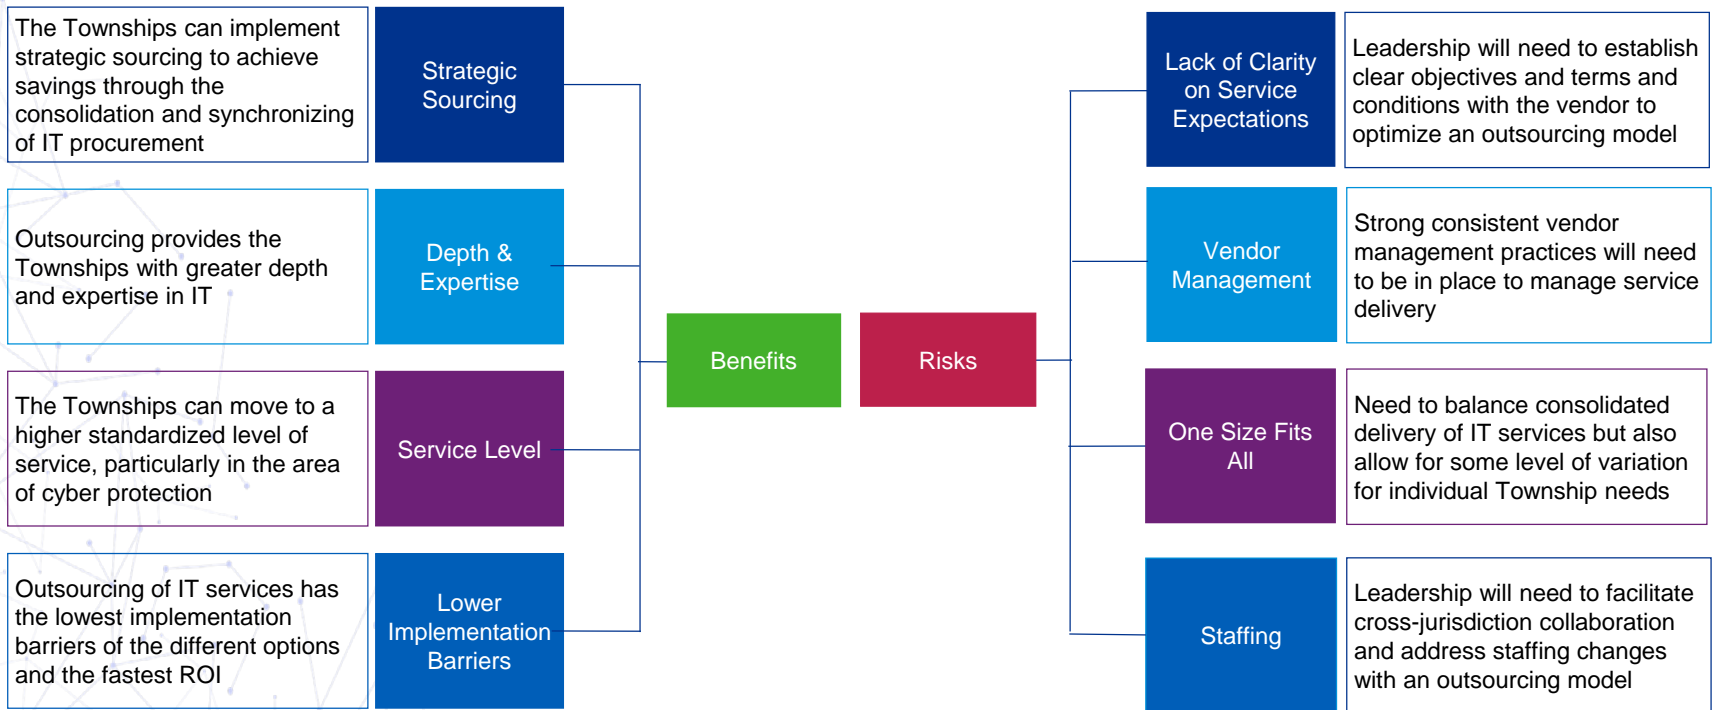 The Townships can implement
strategic sourcing to achieve
savings through the
consolidation and synchronizing
of IT procurement
Strategic
Sourcing
Outsourcing provides the
Townships with greater depth
and expertise in IT
Depth &
Expertise
The Townships can move to a
higher standardized level of
service, particularly in the area
of cyber protection
Service Level
Outsourcing of IT services has
the lowest implementation
barriers of the different options
and the fastest ROI
Lower
Implementation
Barriers
Benefits
Risks
Lack of Clarity
on Service
Expectations
Leadership will need to establish
clear objectives and terms and
conditions with the vendor to
optimize an outsourcing model
Vendor
Management
Strong consistent vendor
management practices will need
to be in place to manage service
delivery
One Size Fits
All
Need to balance consolidated
delivery of IT services but also
allow for some level of variation
for individual Township needs
Staffing
Leadership will need to facilitate
cross-jurisdiction collaboration
and address staffing changes
with an outsourcing model